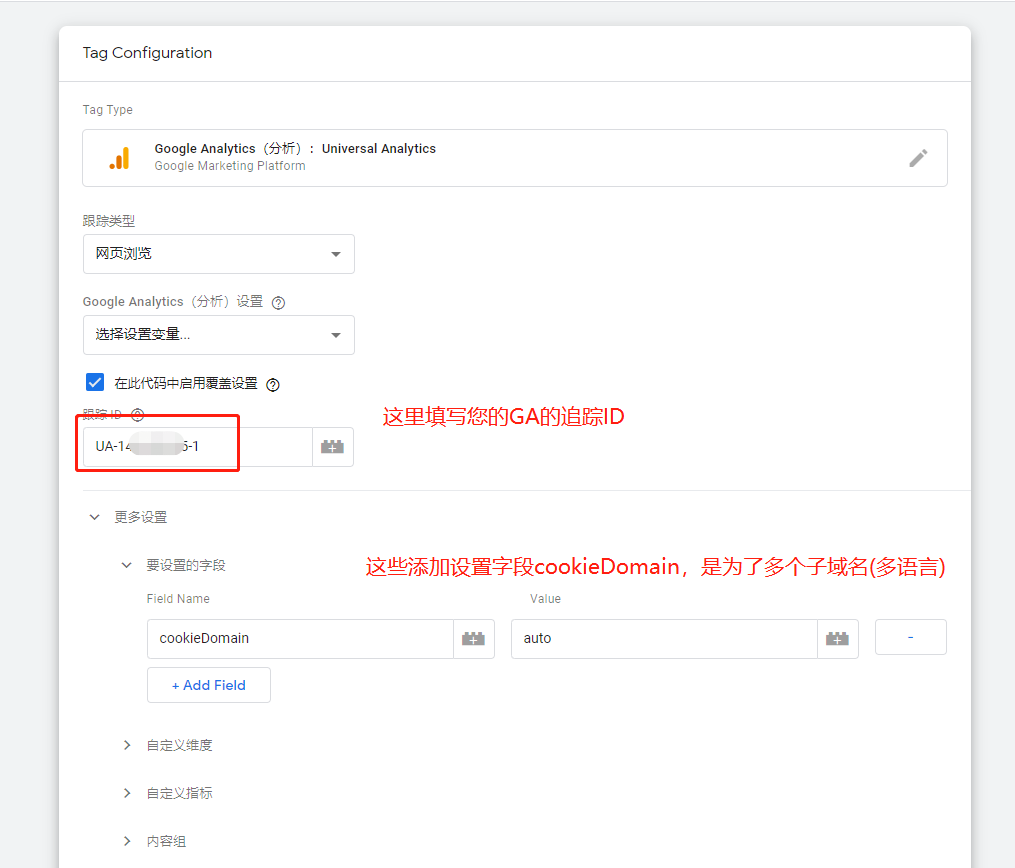 Tag Configuration
Tag Type
Google Analytics（分析）：Universal Analytics
Google Marketing Platform
跟踪类型
网页浏览
Google Analytics（分析）设置
选择设置变量...
在此代码中启用覆盖设置
跟踪 ID
这里填写您的GA的追踪ID
UA-14 5-1
更多设置
要设置的字段
这些添加设置字段cookieDomain，是为了多个子域名(多语言)
Field Name Value
cookieDomain auto -
+ Add Field
自定义维度
自定义指标
内容组